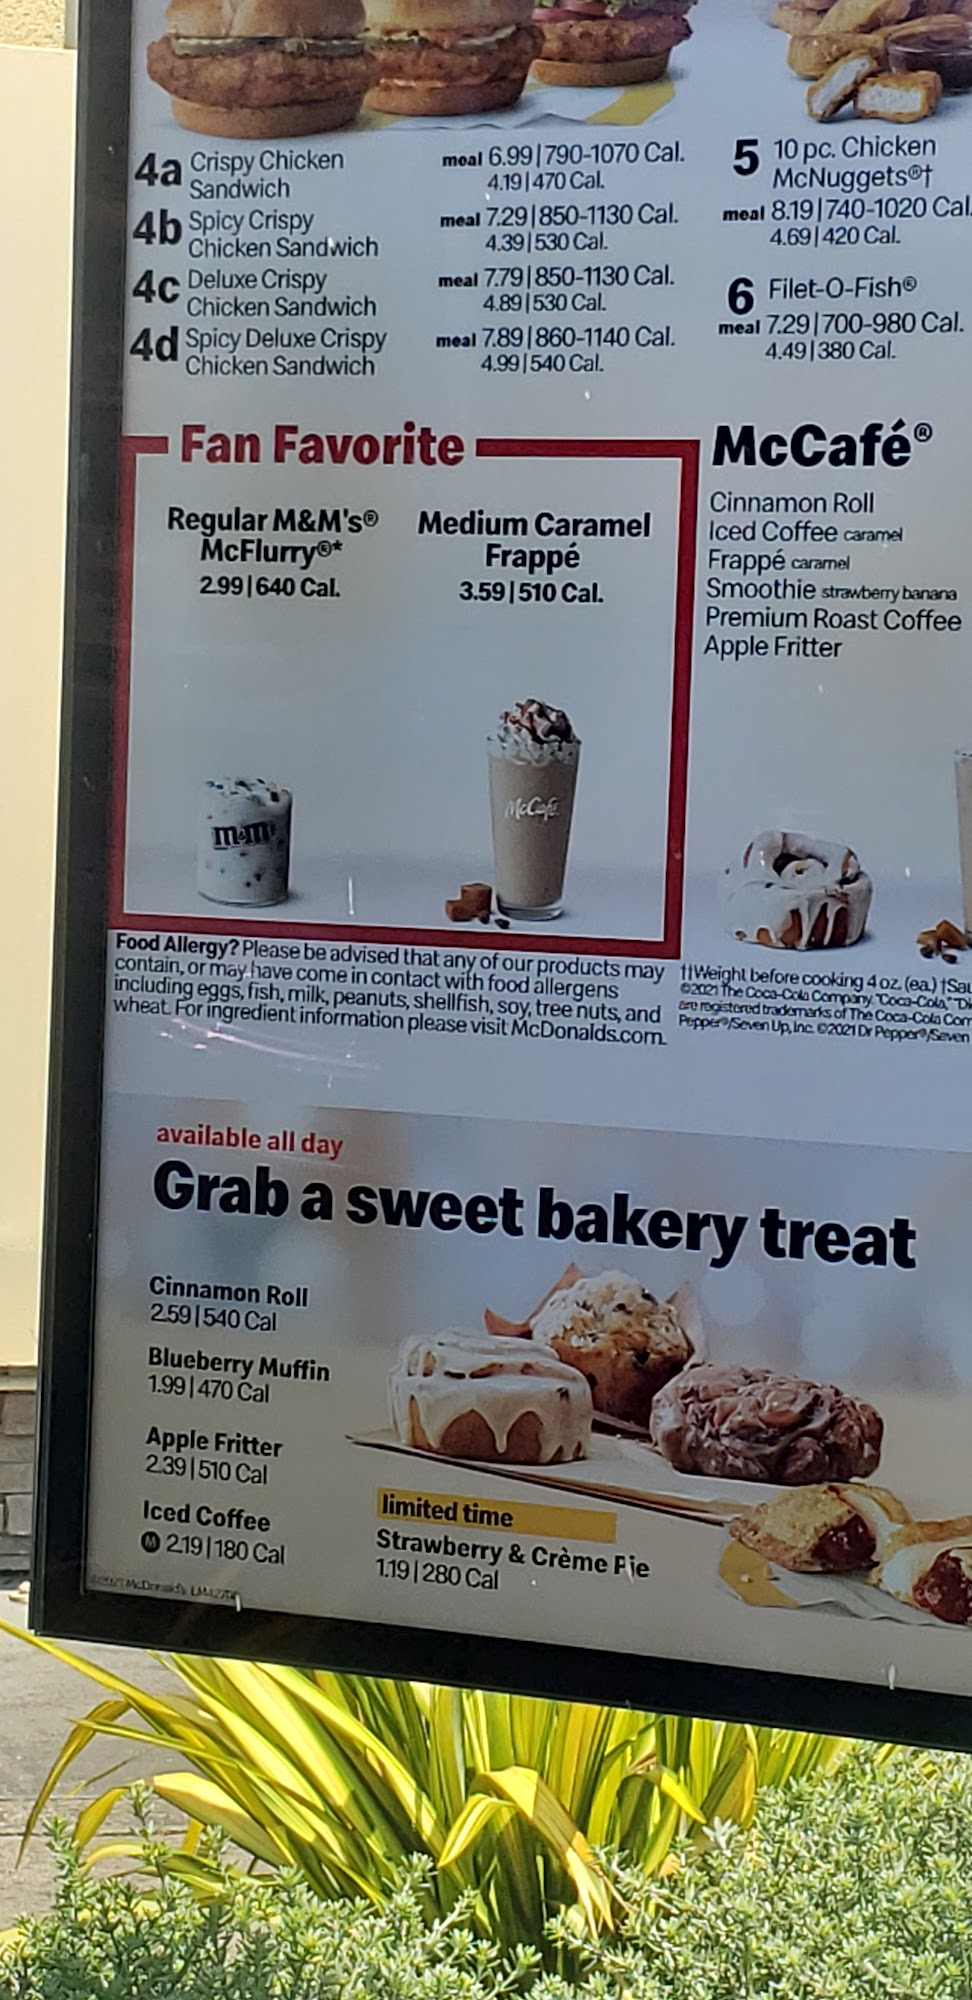 4a Crispy Chicken
Sandwich
meal 6.99|790-1070 Cal.
4.19|470 Cal.
4b Spicy Crispy
Chicken Sandwich
meal 7.29|850-1130 Cal.
4.39|530 Cal.
4c Deluxe Crispy
Chicken Sandwich
meal 7.79|850-1130 Cal.
4.89|530 Cal.
4d Spicy Deluxe Crispy
Chicken Sandwich
meal 7.89|860-1140 Cal.
4.99|540 Cal.
5 10 pc. Chicken
McNuggets®†
meal 8.19|740-1020 Cal.
4.69|420 Cal.
6 Filet-O-Fish®
meal 7.29|700-980 Cal.
4.49|380 Cal.
Fan Favorite
Regular M&M's®
McFlurry®*
2.99|640 Cal.
Medium Caramel
Frappé
3.59|510 Cal.
m&m's
McCafé
McCafé®
Cinnamon Roll
Iced Coffee caramel
Frappé caramel
Smoothie strawberry banana
Premium Roast Coffee
Apple Fritter
Food Allergy? Please be advised that any of our products may
contain, or may have come in contact with food allergens
including eggs, fish, milk, peanuts, shellfish, soy, tree nuts, and
wheat. For ingredient information please visit McDonalds.com.
††Weight before cooking 4 oz. (ea.) †Sau
©2021 The Coca-Cola Company. "Coca-Cola," "Di
are registered trademarks of The Coca-Cola Com
Pepper®/Seven Up, Inc. ©2021 Dr Pepper®/Seven
available all day
Grab a sweet bakery treat
Cinnamon Roll
2.59|540 Cal
Blueberry Muffin
1.99|470 Cal
Apple Fritter
2.39|510 Cal
Iced Coffee
M 2.19|180 Cal
limited time
Strawberry & Crème Pie
1.19|280 Cal
©2021 McDonald's